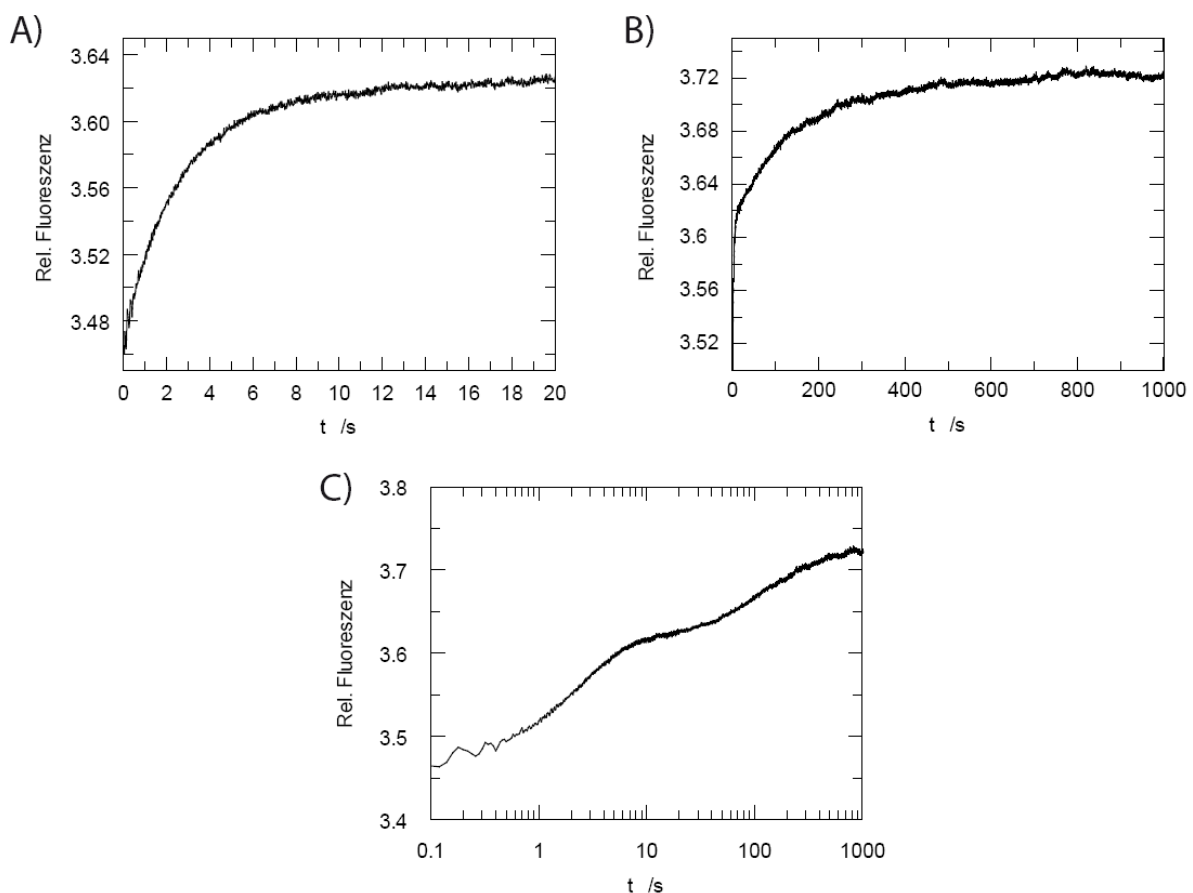 A)
3.64
3.60
3.56
3.52
3.48
Rel. Fluoreszenz
0 2 4 6 8 10 12 14 16 18 20
t /s
B)
3.72
3.68
3.64
3.6
3.56
3.52
Rel. Fluoreszenz
0 200 400 600 800 1000
t /s
C)
3.8
3.7
3.6
3.5
3.4
Rel. Fluoreszenz
0.1 1 10 100 1000
t /s